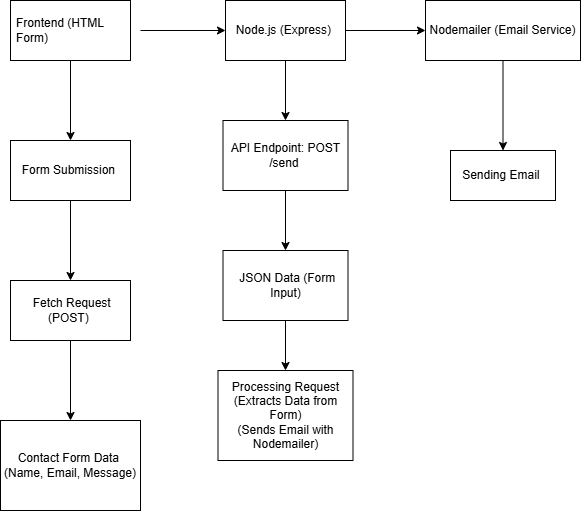 Frontend (HTML
Form)
Node.js (Express)
Nodemailer (Email Service)
API Endpoint: POST
/send
Form Submission
Sending Email
JSON Data (Form
Input)
Fetch Request
(POST)
Processing Request
(Extracts Data from
Form)
(Sends Email with
Nodemailer)
Contact Form Data
(Name, Email, Message)